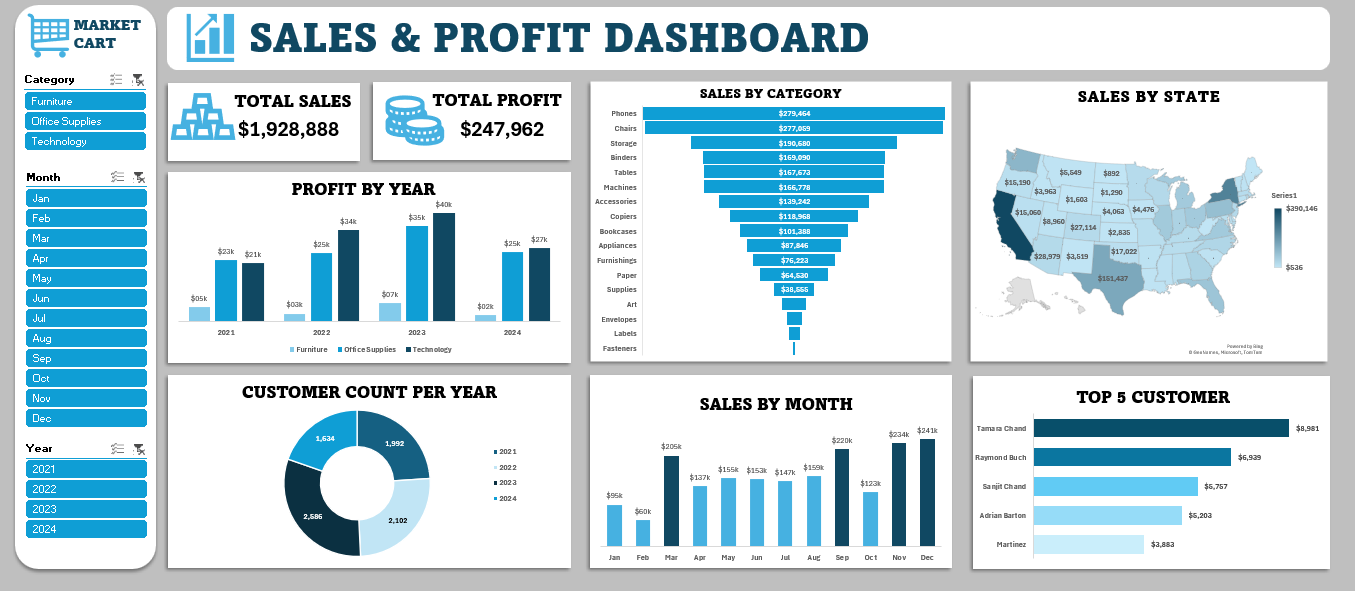 MARKET
CART
SALES & PROFIT DASHBOARD
Category
Furniture
Office Supplies
Technology
Month
Jan
Feb
Mar
Apr
May
Jun
Jul
Aug
Sep
Oct
Nov
Dec
Year
2021
2022
2023
2024
TOTAL SALES
$1,928,888
TOTAL PROFIT
$247,962
PROFIT BY YEAR
$05k $23k $21k $03k $25k $34k $07k $35k $40k $02k $25k $27k
2021 2022 2023 2024
Furniture Office Supplies Technology
SALES BY CATEGORY
Phones $279,464
Chairs $277,059
Storage $190,680
Binders $169,090
Tables $167,673
Machines $166,778
Accessories $139,242
Copiers $118,968
Bookcases $101,388
Appliances $87,846
Furnishings $76,223
Paper $64,530
Supplies $38,555
Art
Envelopes
Labels
Fasteners
SALES BY STATE
$5,549 $892
$15,190 $3,963 $1,290
$1,603
$15,060 $8,960 $4,063 $4,476
$27,114 $2,835
$28,979 $3,519 $17,022
$151,437
Series1
$390,146
$536
Powered by Bing
© GeoNames, Microsoft, TomTom
CUSTOMER COUNT PER YEAR
1,634 1,992
2,586 2,102
2021
2022
2023
2024
SALES BY MONTH
$95k $60k $205k $137k $155k $153k $147k $159k $220k $123k $234k $241k
Jan Feb Mar Apr May Jun Jul Aug Sep Oct Nov Dec
TOP 5 CUSTOMER
Tamara Chand $8,981
Raymond Buch $6,939
Sanjit Chand $5,757
Adrian Barton $5,203
Martinez $3,883